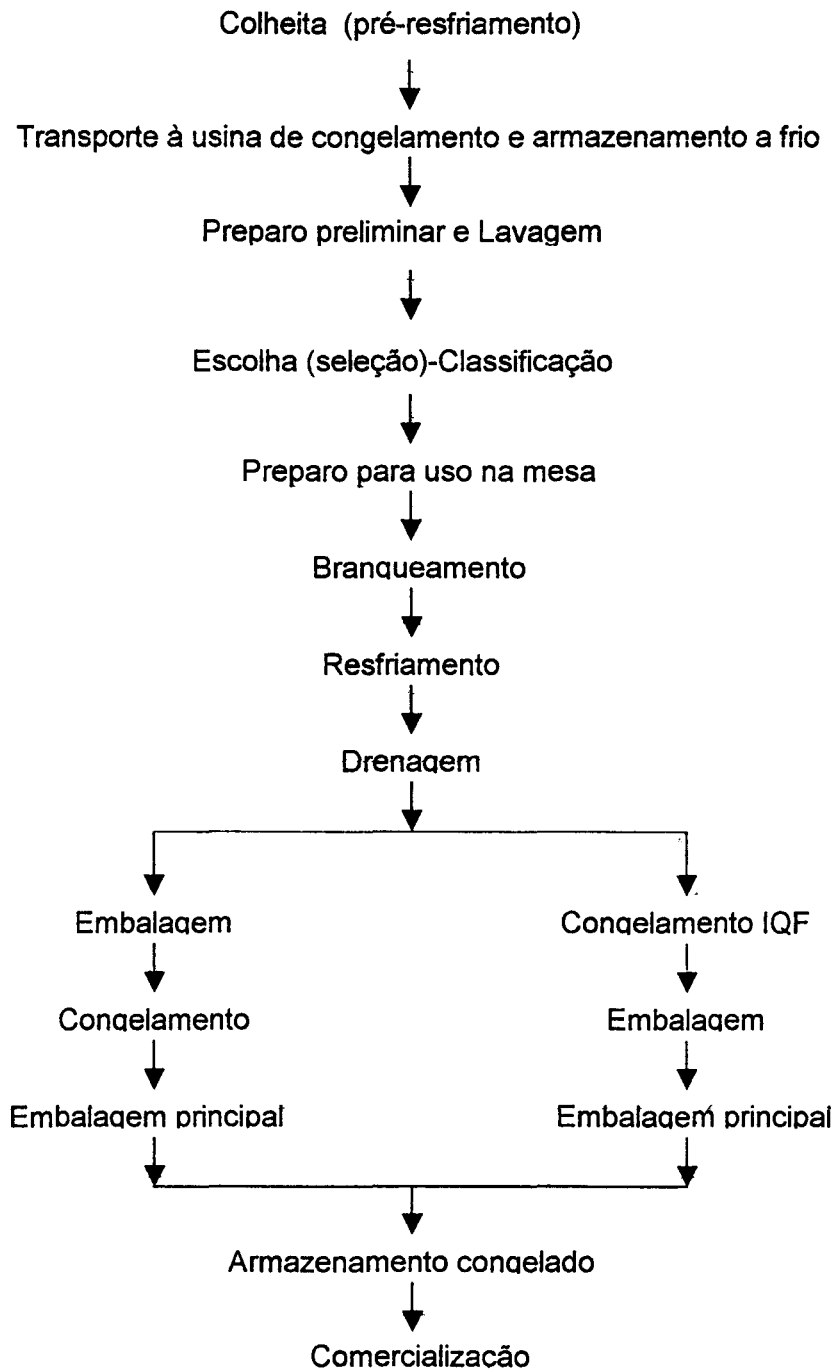 Colheita (pré-resfriamento)
Transporte à usina de congelamento e armazenamento a frio
Preparo preliminar e Lavagem
Escolha (seleção)-Classificação
Preparo para uso na mesa
Branqueamento
Resfriamento
Drenagem
Embalagem
Congelamento IQF
Congelamento
Embalagem
Embalagem principal
Embalagem principal
Armazenamento congelado
Comercialização